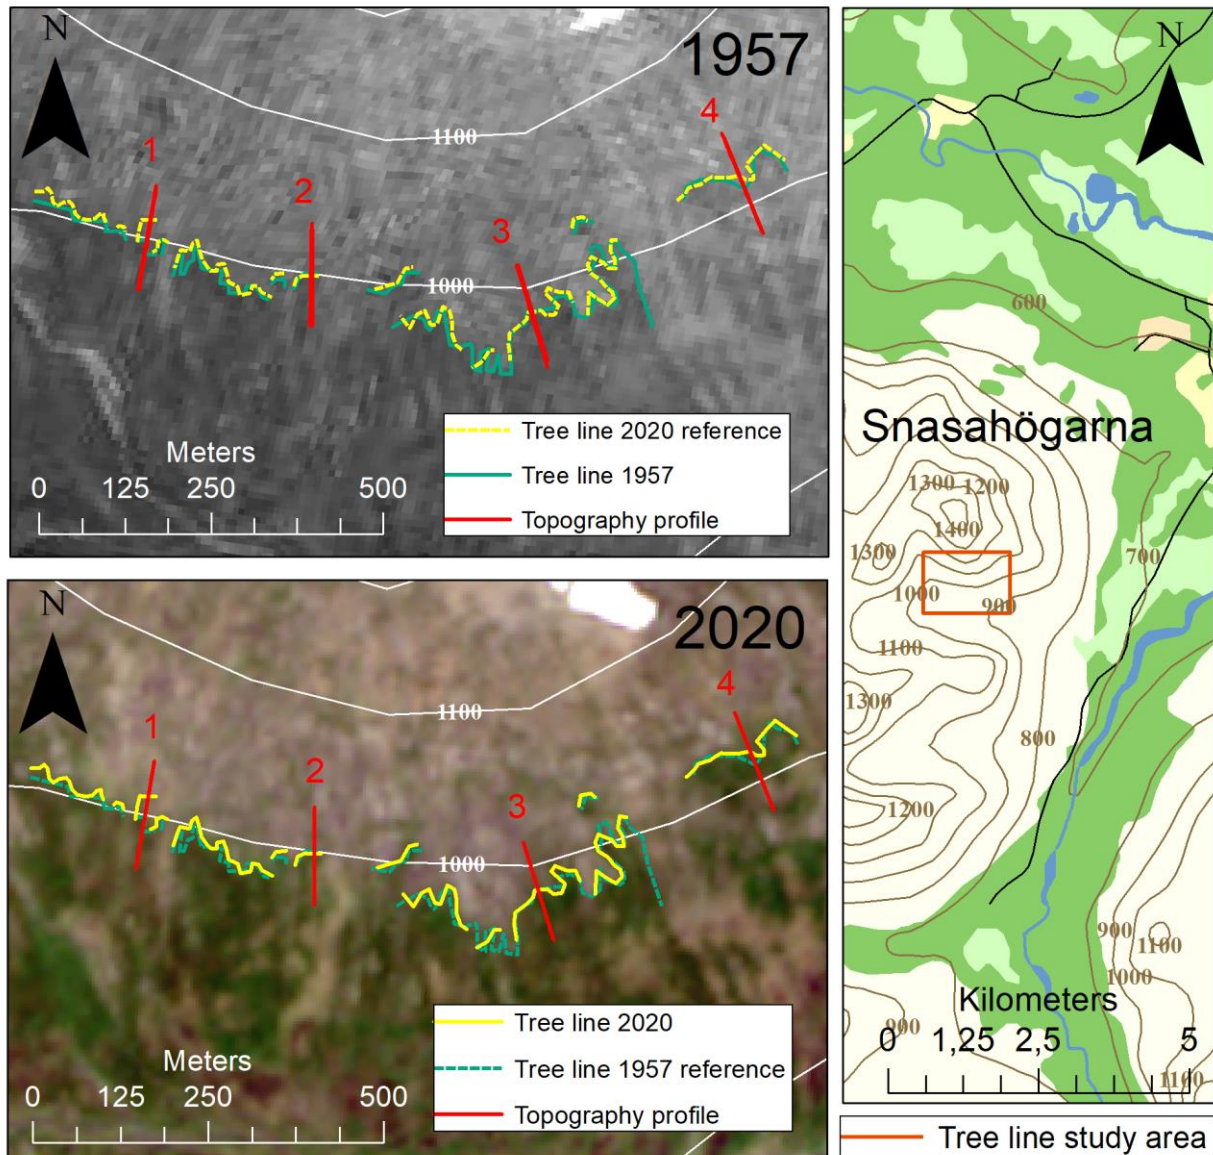 N
1957
1100
1
2
3
4
1000
Meters
0 125 250 500
Tree line 2020 reference
Tree line 1957
Topography profile
N
2020
1100
1
2
3
4
1000
Meters
0 125 250 500
Tree line 2020
Tree line 1957 reference
Topography profile
N
600
Snasahögarna
1300 1200
1400
1300
700
1000
900
1100
1300
800
1200
900
1100
1000
Kilometers
900
0 1,25 2,5 5
1100
Tree line study area